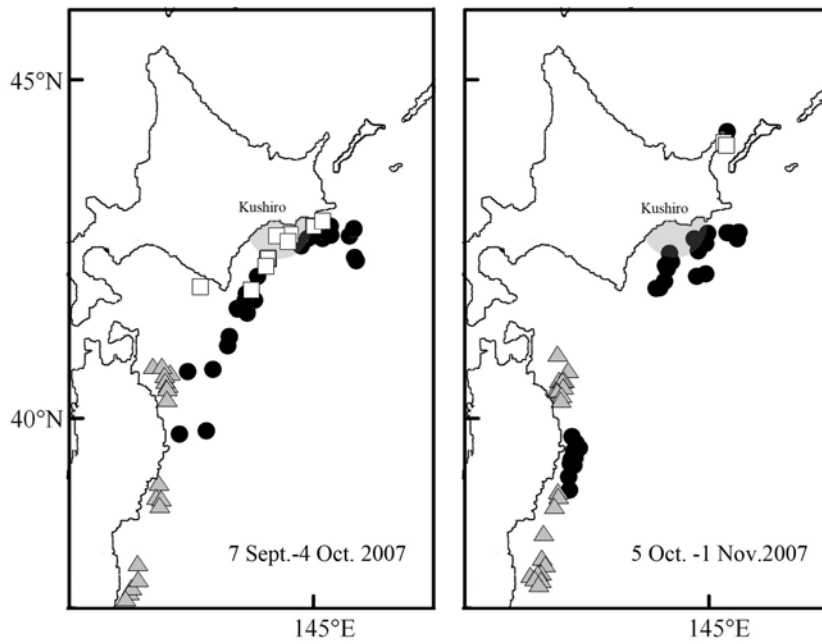 45°N
Kushiro
Kushiro
40°N
7 Sept.-4 Oct. 2007
5 Oct. -1 Nov.2007
145°E
145°E